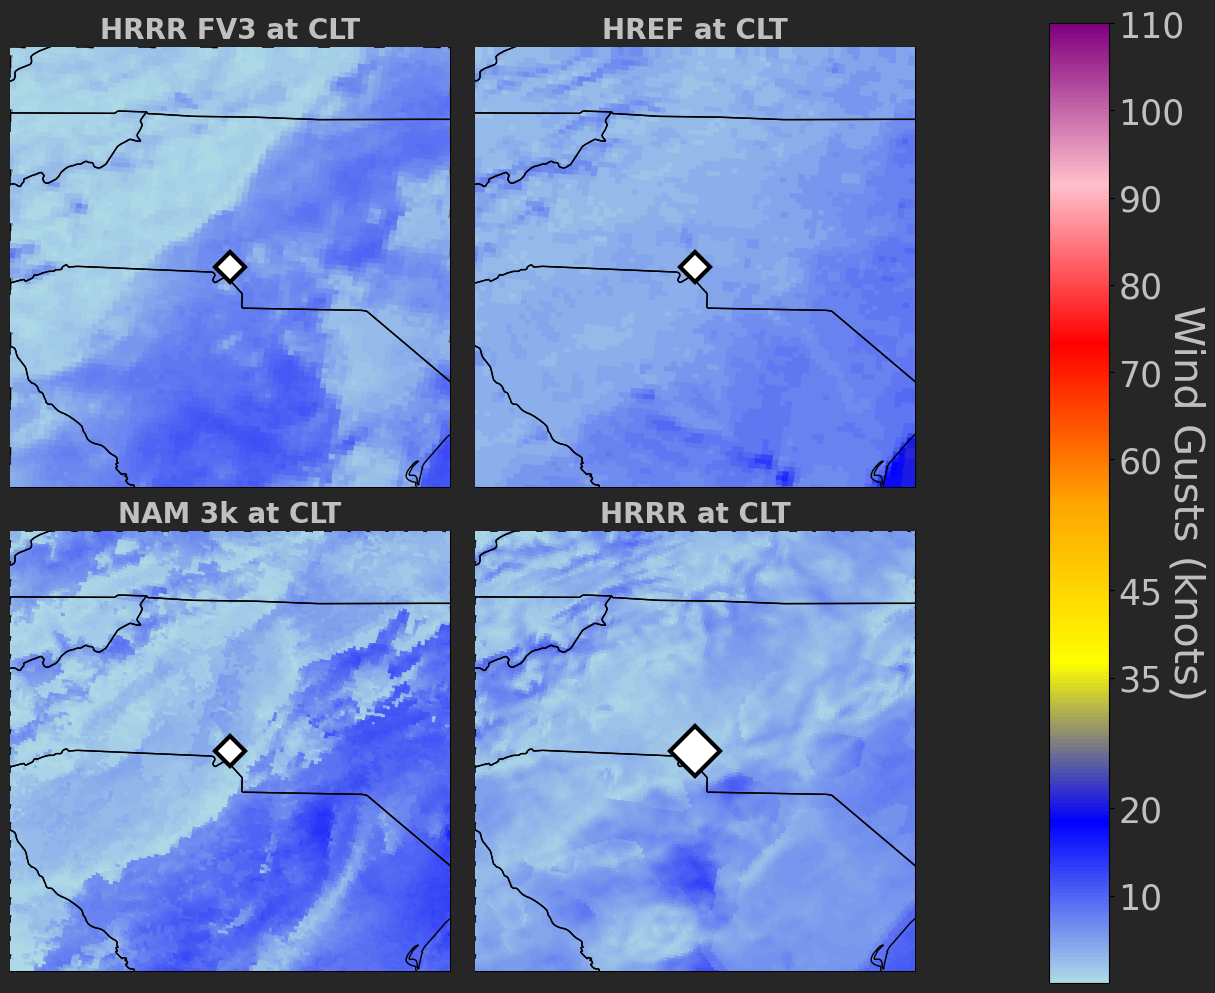 HRRR FV3 at CLT
HREF at CLT
NAM 3k at CLT
HRRR at CLT
110
100
90
80
70
60
45
35
20
10
Wind Gusts (knots)